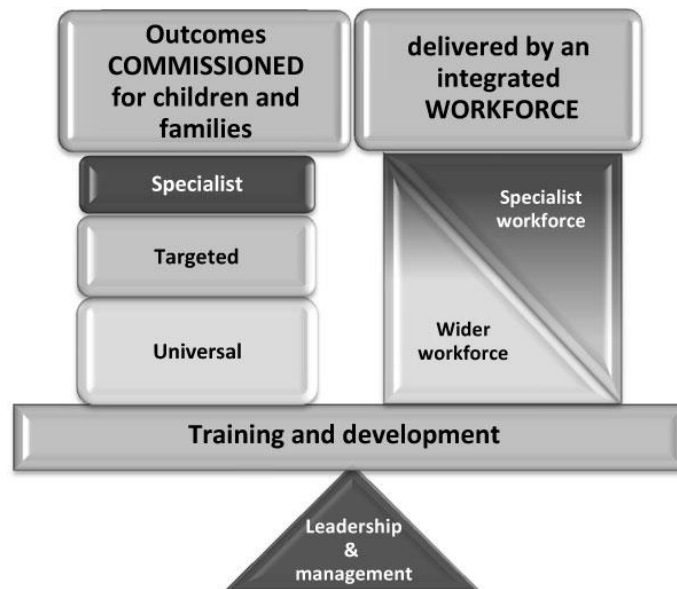 Outcomes
COMMISSIONED
for children and
families
delivered by an
integrated
WORKFORCE
Specialist
Targeted
Universal
Specialist
workforce
Wider
workforce
Training and development
Leadership
&
management